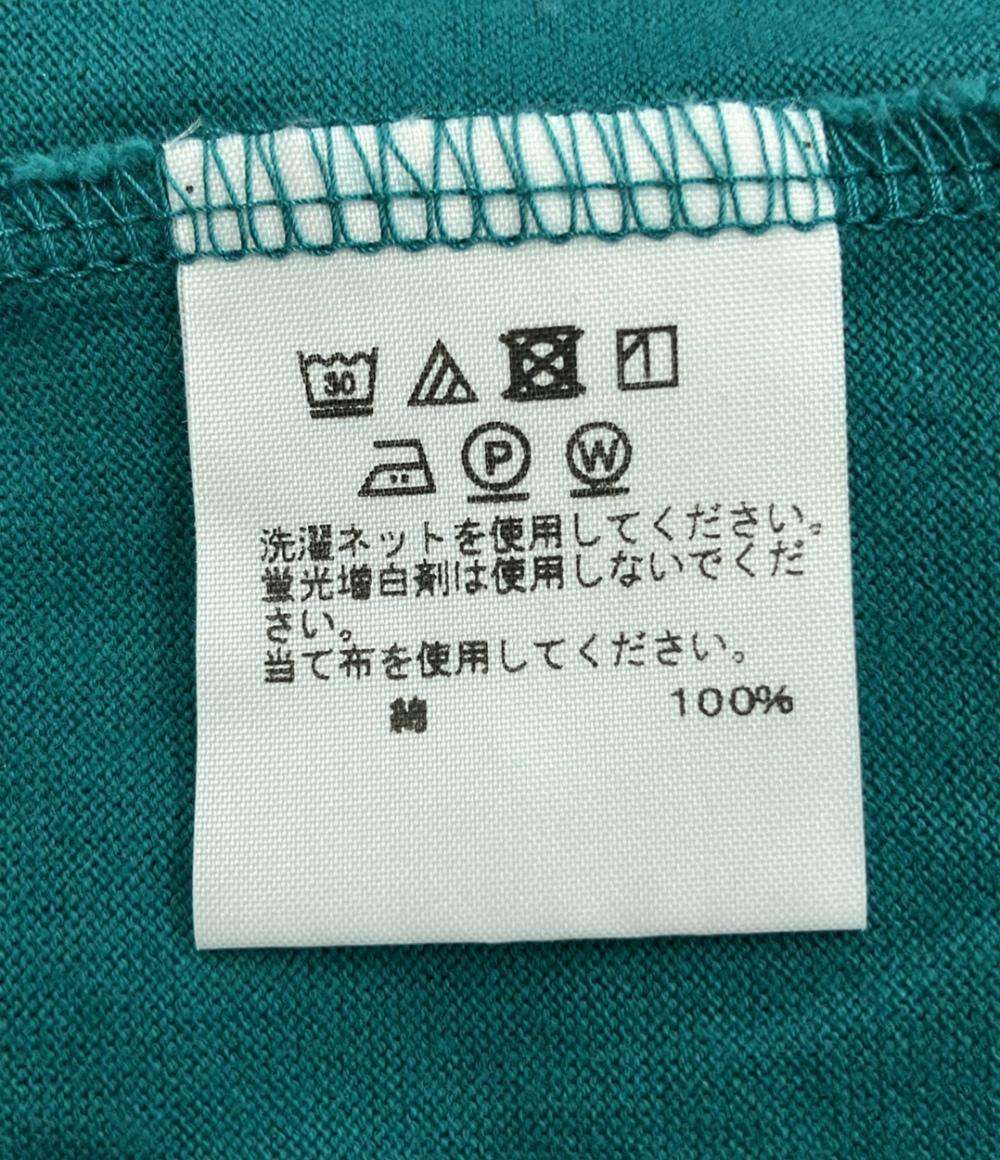 30
P W
洗濯ネットを使用してください。
蛍光増白剤は使用しないでくだ
さい。
当て布を使用してください。
綿 100%